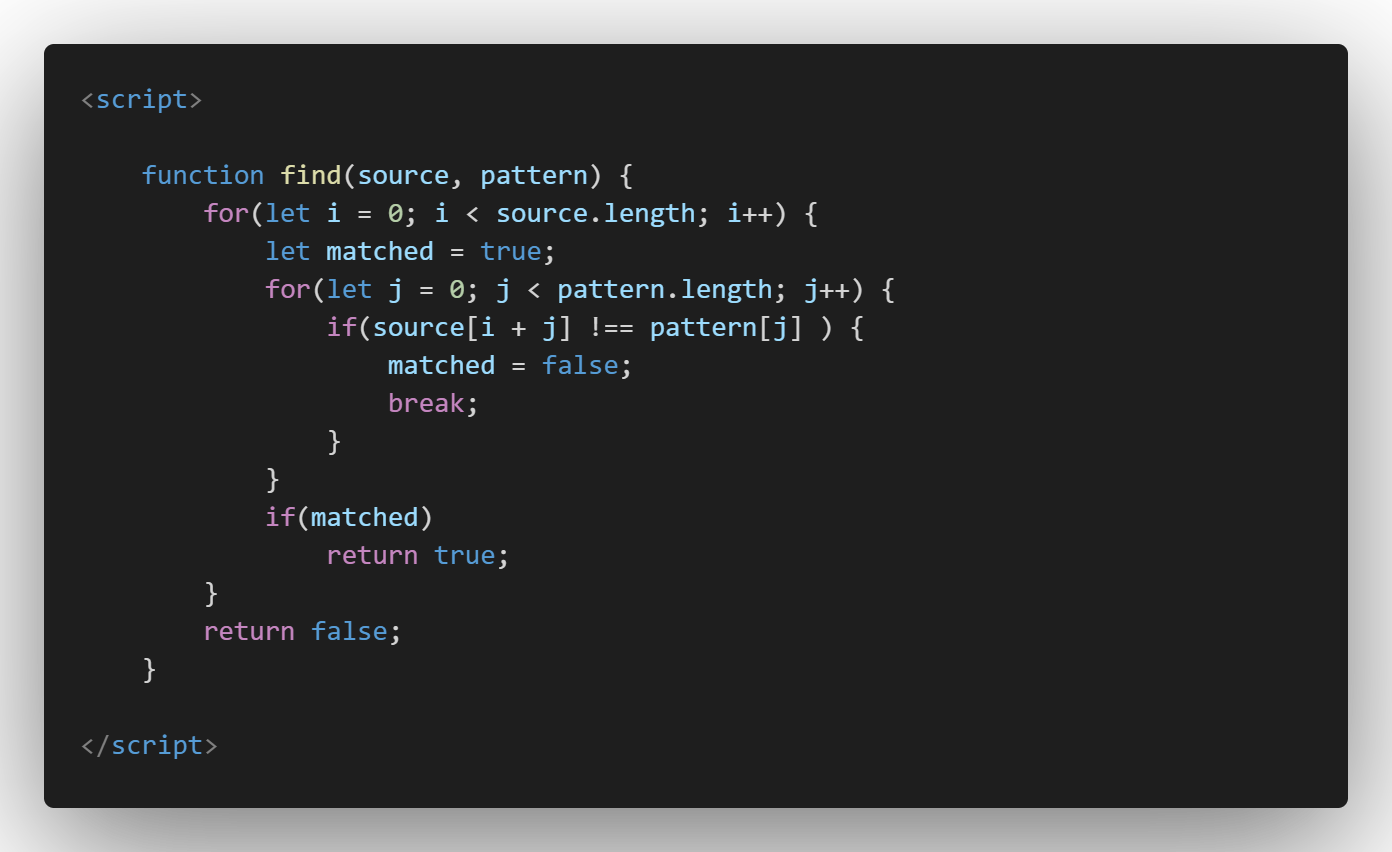 <script>
    function find(source, pattern) {
        for(let i = 0; i < source.length; i++) {
            let matched = true;
            for(let j = 0; j < pattern.length; j++) {
                if(source[i + j] !== pattern[j] ) {
                    matched = false;
                    break;
                }
            }
            if(matched)
                return true;
        }
        return false;
    }
</script>